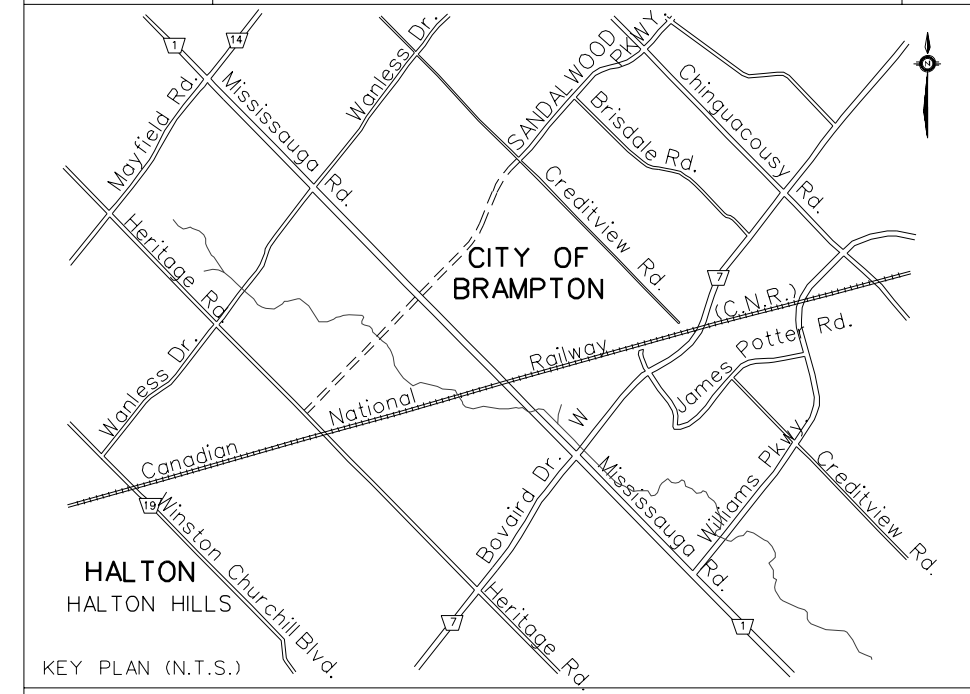 1
14
Mississauga Rd.
Mayfield Rd.
Wanless Dr.
SANDALWOOD PKWY.
Chinguacousy Rd.
N
Brisdale Rd.
Creditview Rd.
Heritage Rd
CITY OF
BRAMPTON
7
(C.N.R.)
Railway
National
Canadian
James Potter Rd.
Wanless Dr.
19
Winston Churchill Blvd.
W
Bovaird Dr.
Mississauga Rd.
Williams Pkwy.
Creditview Rd.
HALTON
HALTON HILLS
Heritage Rd.
7
1
KEY PLAN (N.T.S.)